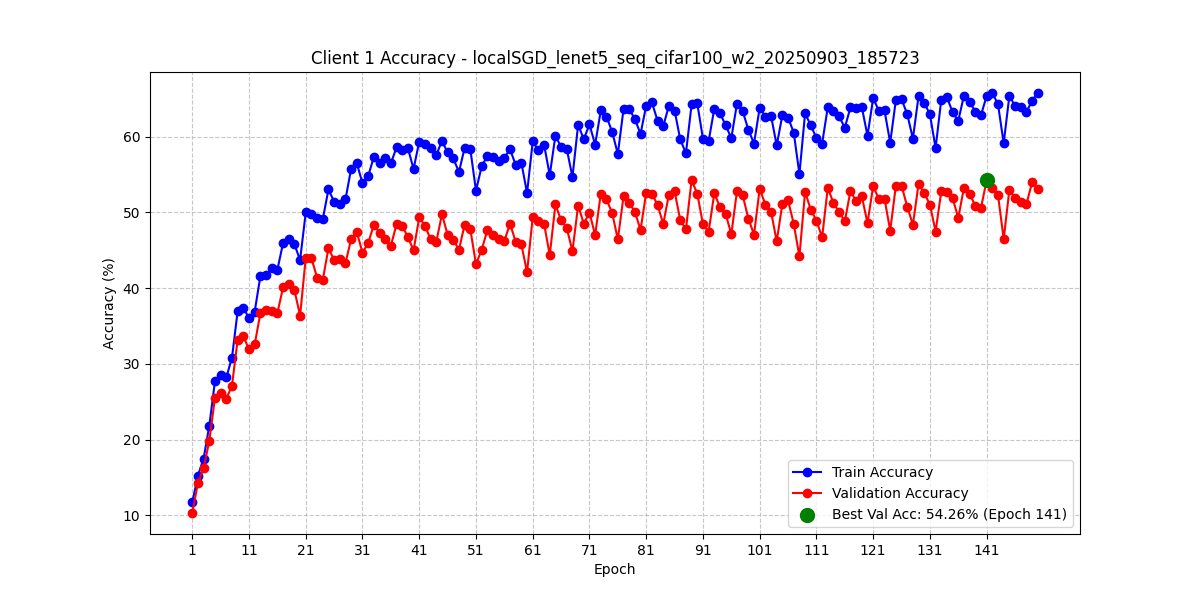 Client 1 Accuracy - localSGD_lenet5_seq_cifar100_w2_20250903_185723
Accuracy (%)
60
50
40
30
20
10
Train Accuracy
Validation Accuracy
Best Val Acc: 54.26% (Epoch 141)
1 11 21 31 41 51 61 71 81 91 101 111 121 131 141
Epoch